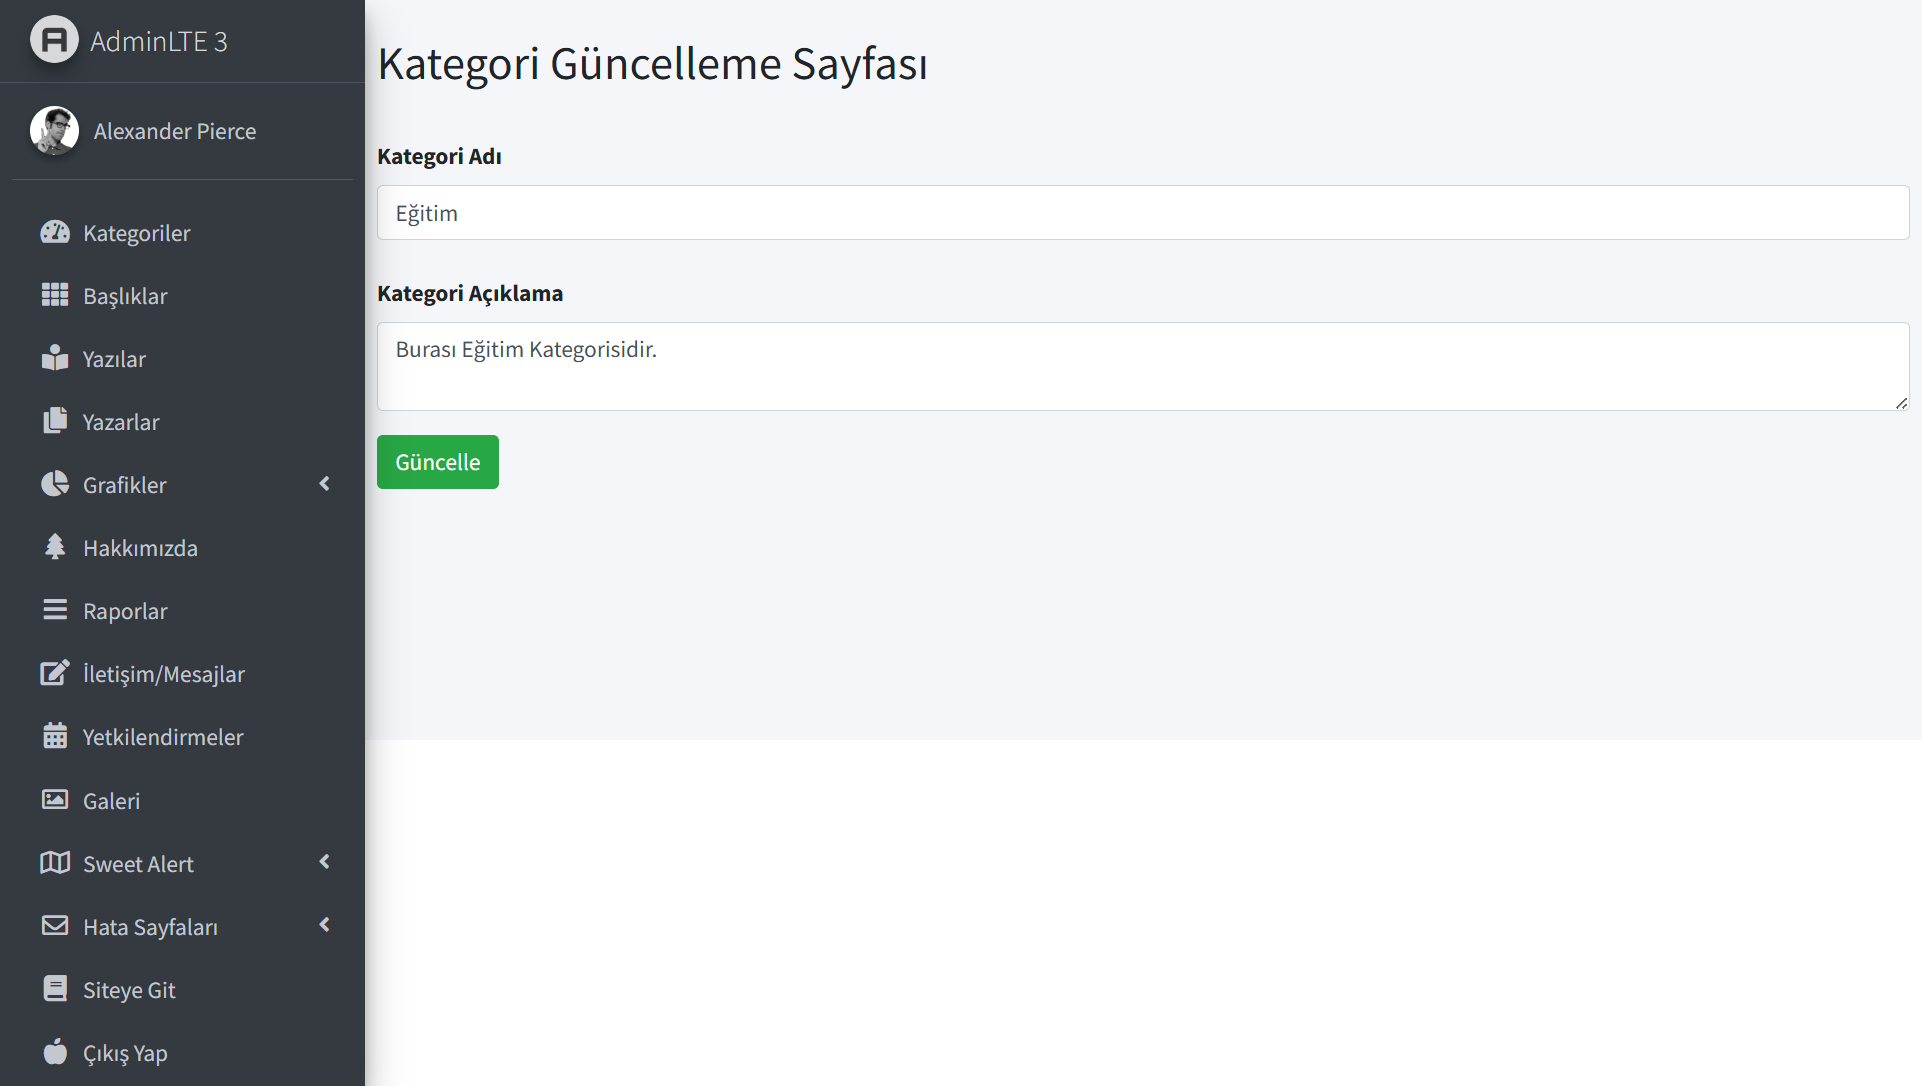 AdminLTE 3
Alexander Pierce
Kategoriler
Başlıklar
Yazılar
Yazarlar
Grafikler
Hakkımızda
Raporlar
İletişim/Mesajlar
Yetkilendirmeler
Galeri
Sweet Alert
Hata Sayfaları
Siteye Git
Çıkış Yap
Kategori Güncelleme Sayfası
Kategori Adı
Eğitim
Kategori Açıklama
Burası Eğitim Kategorisidir.
Güncelle